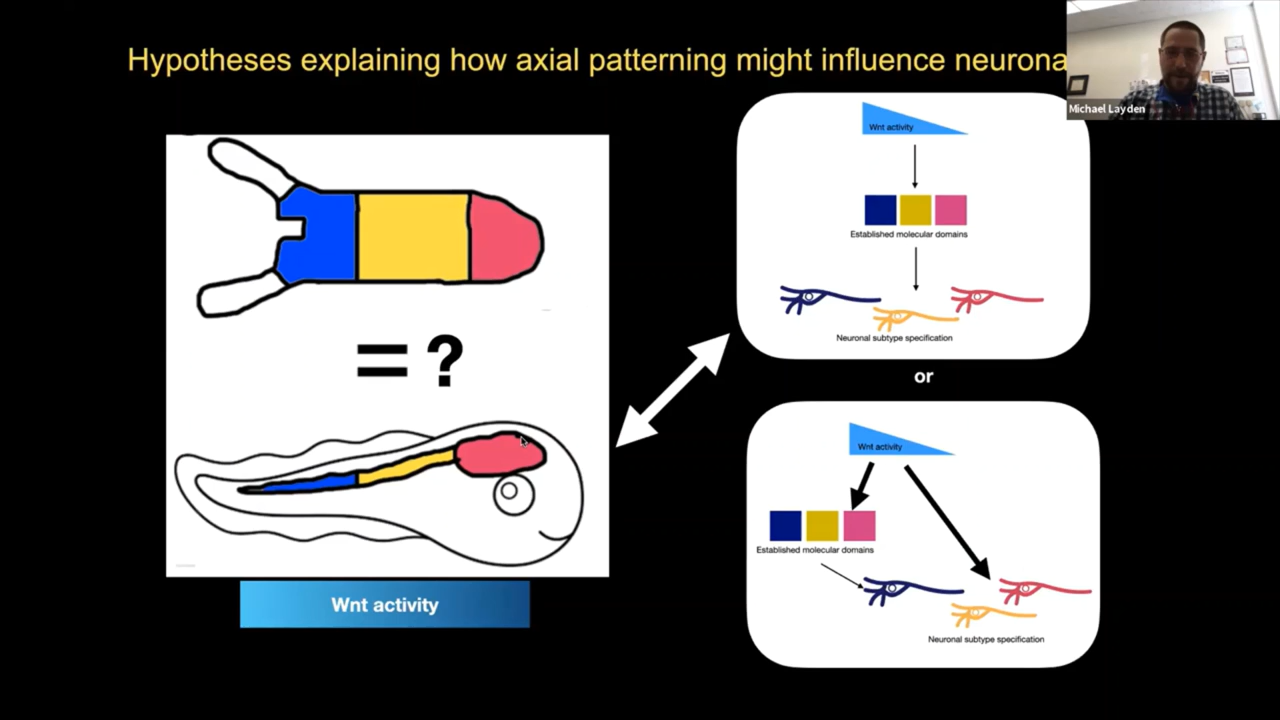 Hypotheses explaining how axial patterning might influence neurona
Michael Layden
= ?
Wnt activity
Wnt activity
Established molecular domains
Neuronal subtype specification
or
Wnt activity
Established molecular domains
Neuronal subtype specification